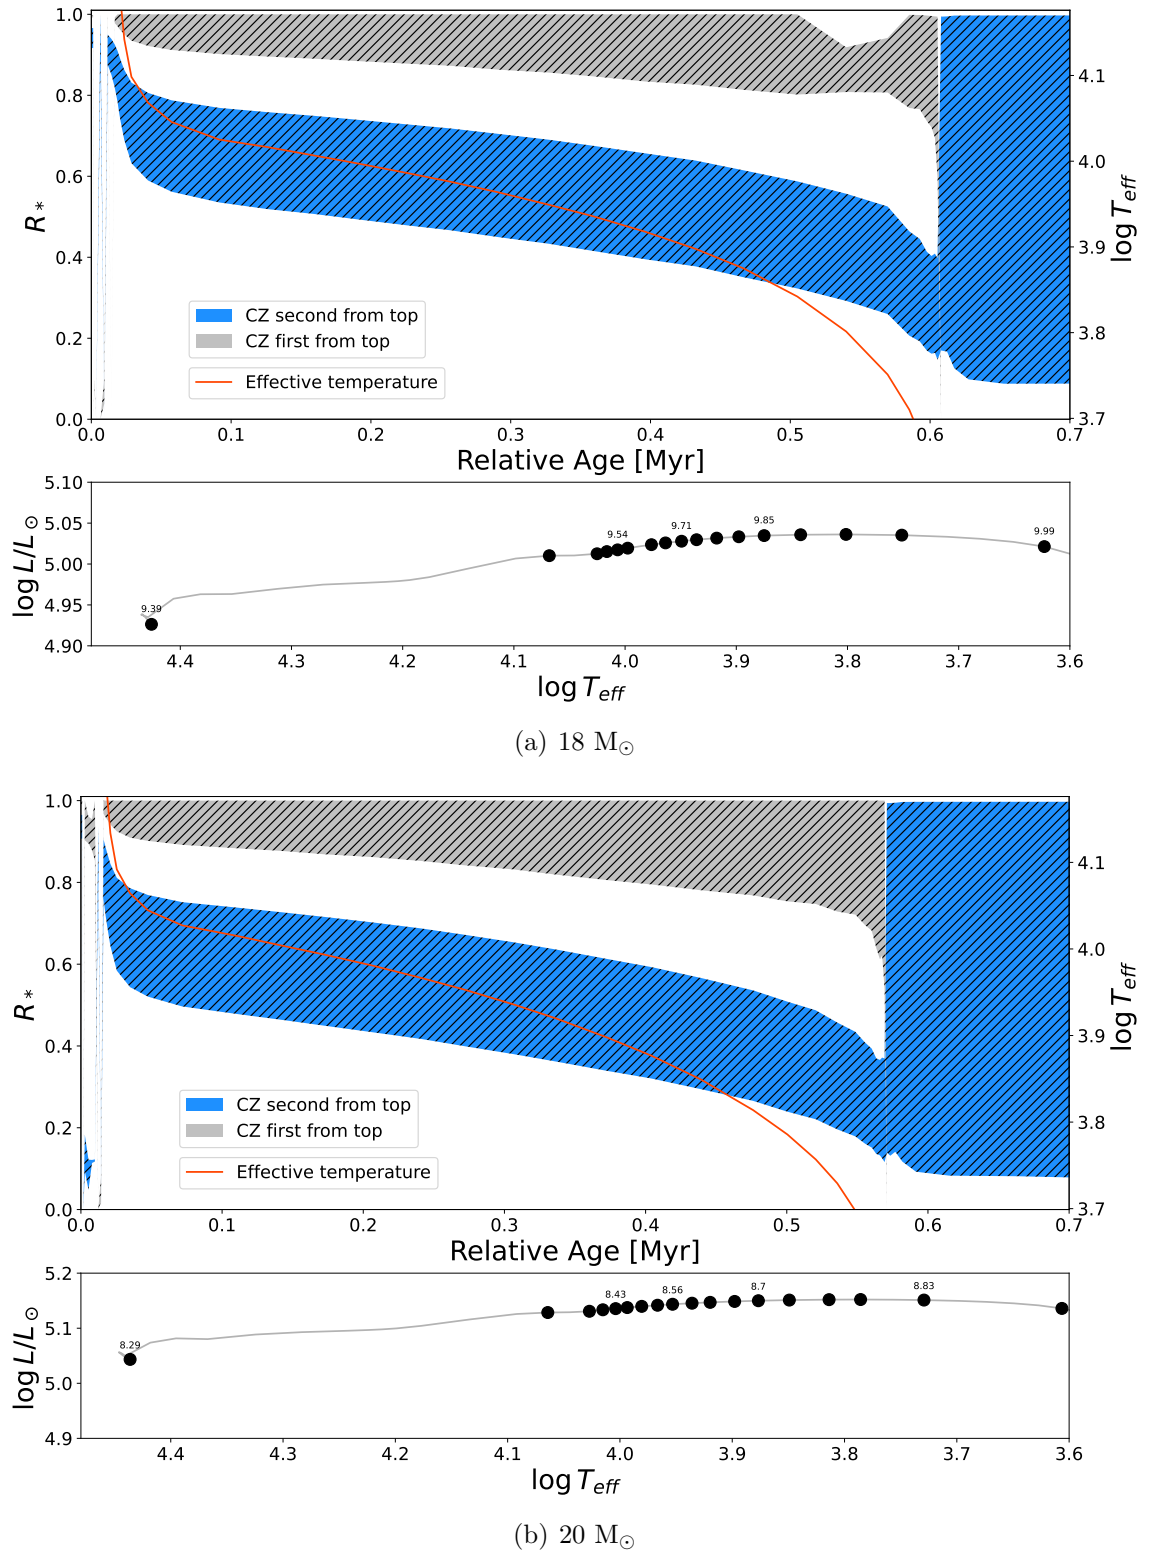 1.0
0.8
0.6
0.4
0.2
0.0
R*
4.1
4.0
3.9
3.8
3.7
log T_eff
CZ second from top
CZ first from top
Effective temperature
0.0 0.1 0.2 0.3 0.4 0.5 0.6 0.7
Relative Age [Myr]
5.10
5.05
5.00
4.95
4.90
log L/L⊙
9.39 9.54 9.71 9.85 9.99
4.4 4.3 4.2 4.1 4.0 3.9 3.8 3.7 3.6
log T_eff
(a) 18 M⊙
1.0
0.8
0.6
0.4
0.2
0.0
R*
4.1
4.0
3.9
3.8
3.7
log T_eff
CZ second from top
CZ first from top
Effective temperature
0.0 0.1 0.2 0.3 0.4 0.5 0.6 0.7
Relative Age [Myr]
5.2
5.1
5.0
4.9
log L/L⊙
8.29 8.43 8.56 8.7 8.83
4.4 4.3 4.2 4.1 4.0 3.9 3.8 3.7 3.6
log T_eff
(b) 20 M⊙